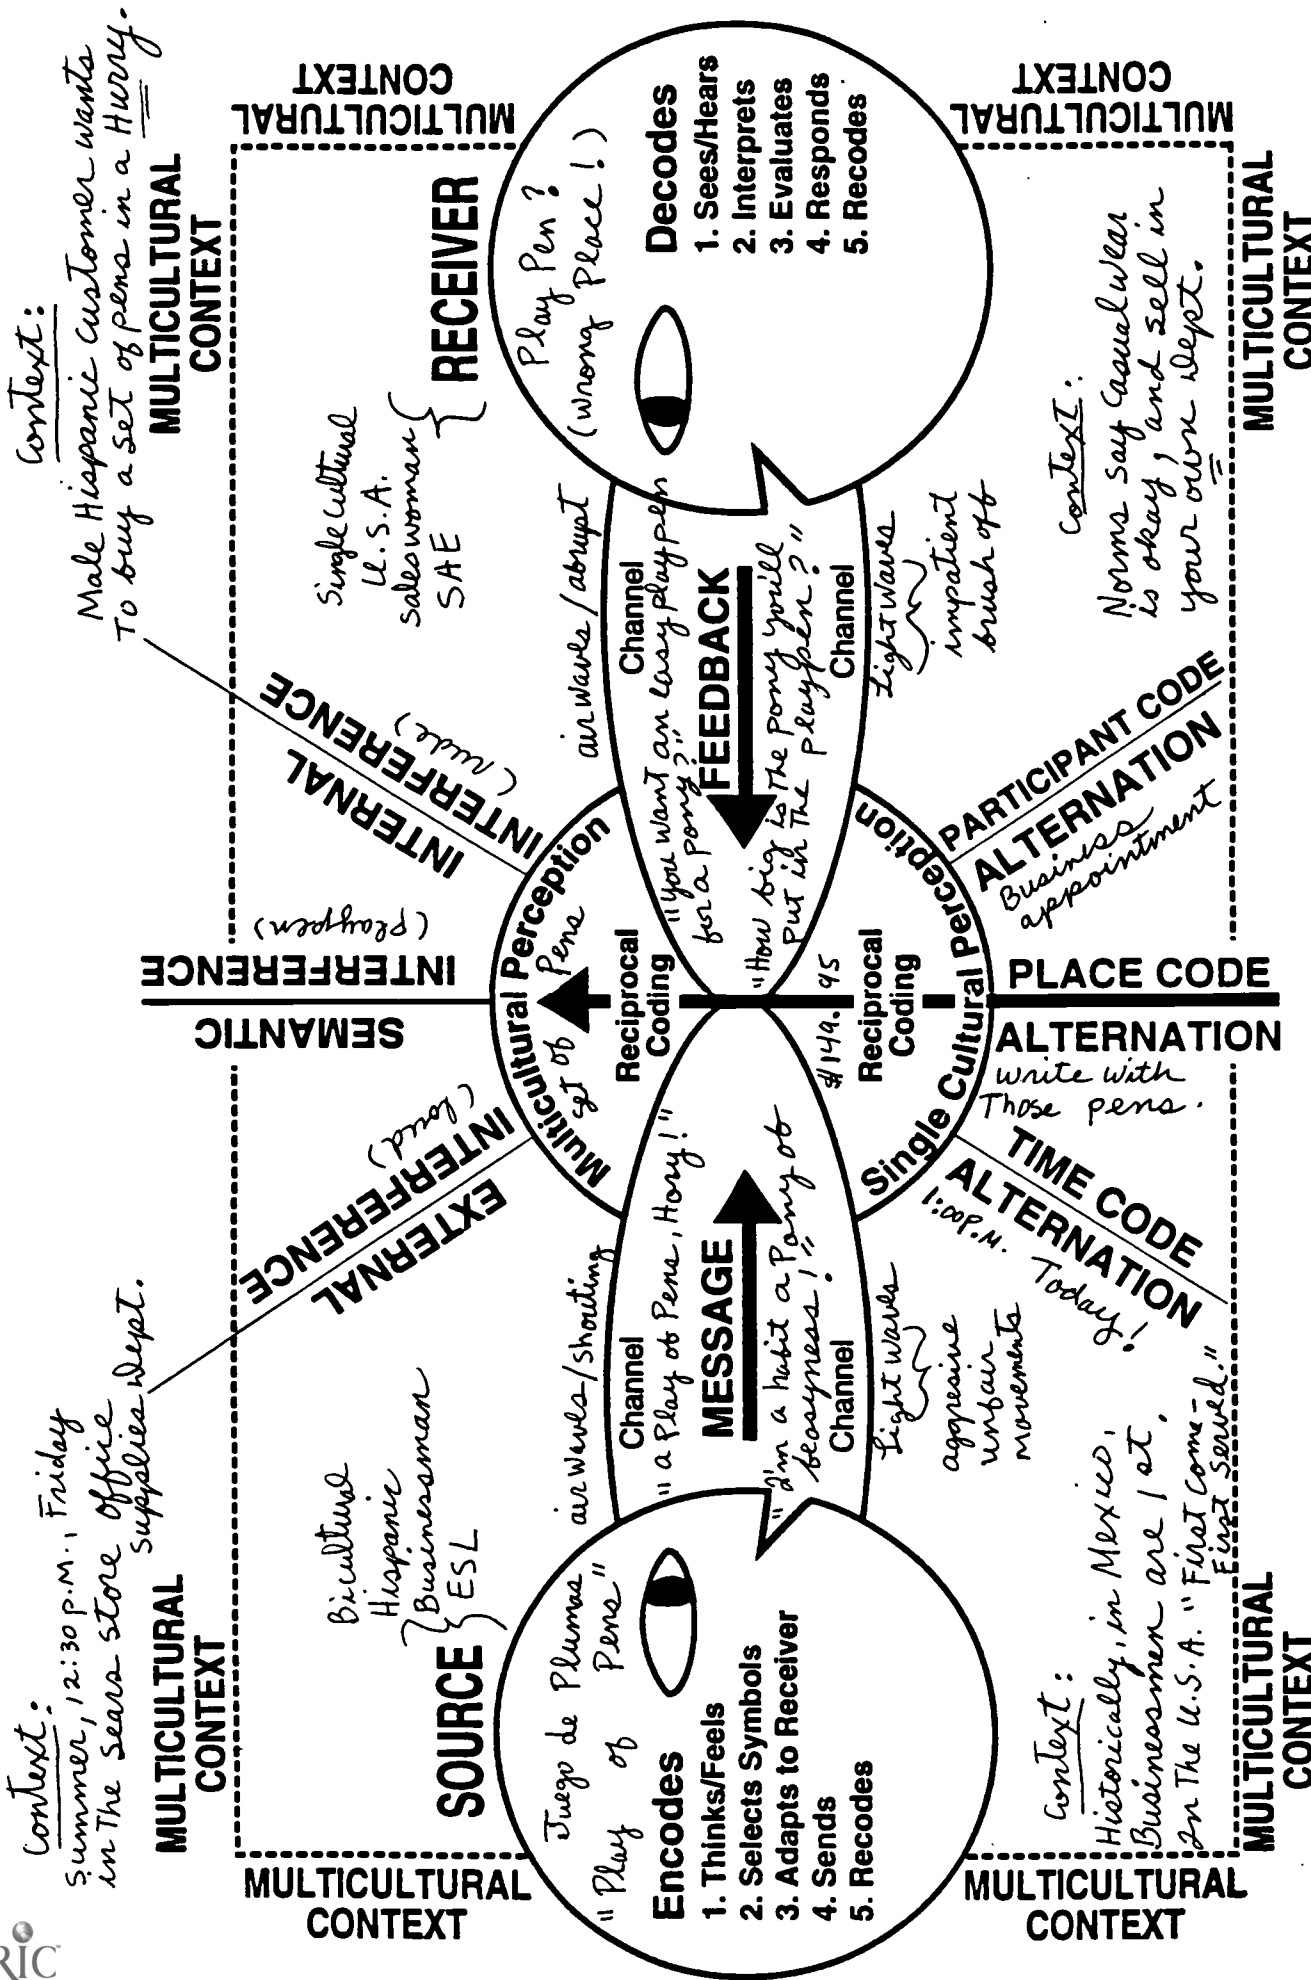 Context:
Summer, 12:30 P.M., Friday
in The Sears store Office
Supplies Dept.
MULTICULTURAL
CONTEXT
Context:
Male Hispanic Customer wants
To buy a set of pens in a Hurry.
MULTICULTURAL
CONTEXT
MULTICULTURAL
CONTEXT
MULTICULTURAL
CONTEXT
EXTERNAL
INTERFERENCE
(Loud)
SEMANTIC
INTERFERENCE
(Playpen)
INTERNAL
INTERFERENCE
(rude)
SOURCE
Bicultural
Hispanic
Businessman
ESL
RECEIVER
Single Cultural
U.S.A.
saleswoman
SAE
Juego de Plumas
"Play of Pens"
Encodes
1. Thinks/Feels
2. Selects Symbols
3. Adapts to Receiver
4. Sends
5. Recodes
air waves/shouting
Channel
"a Play of Pens, Hory!"
MESSAGE
"I'm a habit a Pony of
beasyness!"
Channel
Light Waves
aggresive
unfair
movements
Multicultural Perception
set of Pens
Reciprocal
Coding
$149.95
Reciprocal
Coding
Single Cultural Perception
air waves/abrupt
Channel
"You want an Easy playpen
for a pony?"
FEEDBACK
"How big is The pony you'll
put in The playpen?"
Channel
Light Waves
impatient
brush off
Play Pen?
(Wrong Place!)
Decodes
1. Sees/Hears
2. Interprets
3. Evaluates
4. Responds
5. Recodes
TIME CODE
ALTERNATION
1:00 P.M.
Today!
PLACE CODE
ALTERNATION
Write with
Those pens.
PARTICIPANT CODE
ALTERNATION
Business
appointment
Context:
Historically, in Mexico,
Businessmen are 1st.
In The U.S.A. "First Come-
First Served."
Context:
Norms say Casual Wear
is okay, and sell in
your own Dept.
MULTICULTURAL
CONTEXT
MULTICULTURAL
CONTEXT
MULTICULTURAL
CONTEXT
MULTICULTURAL
CONTEXT
RIC